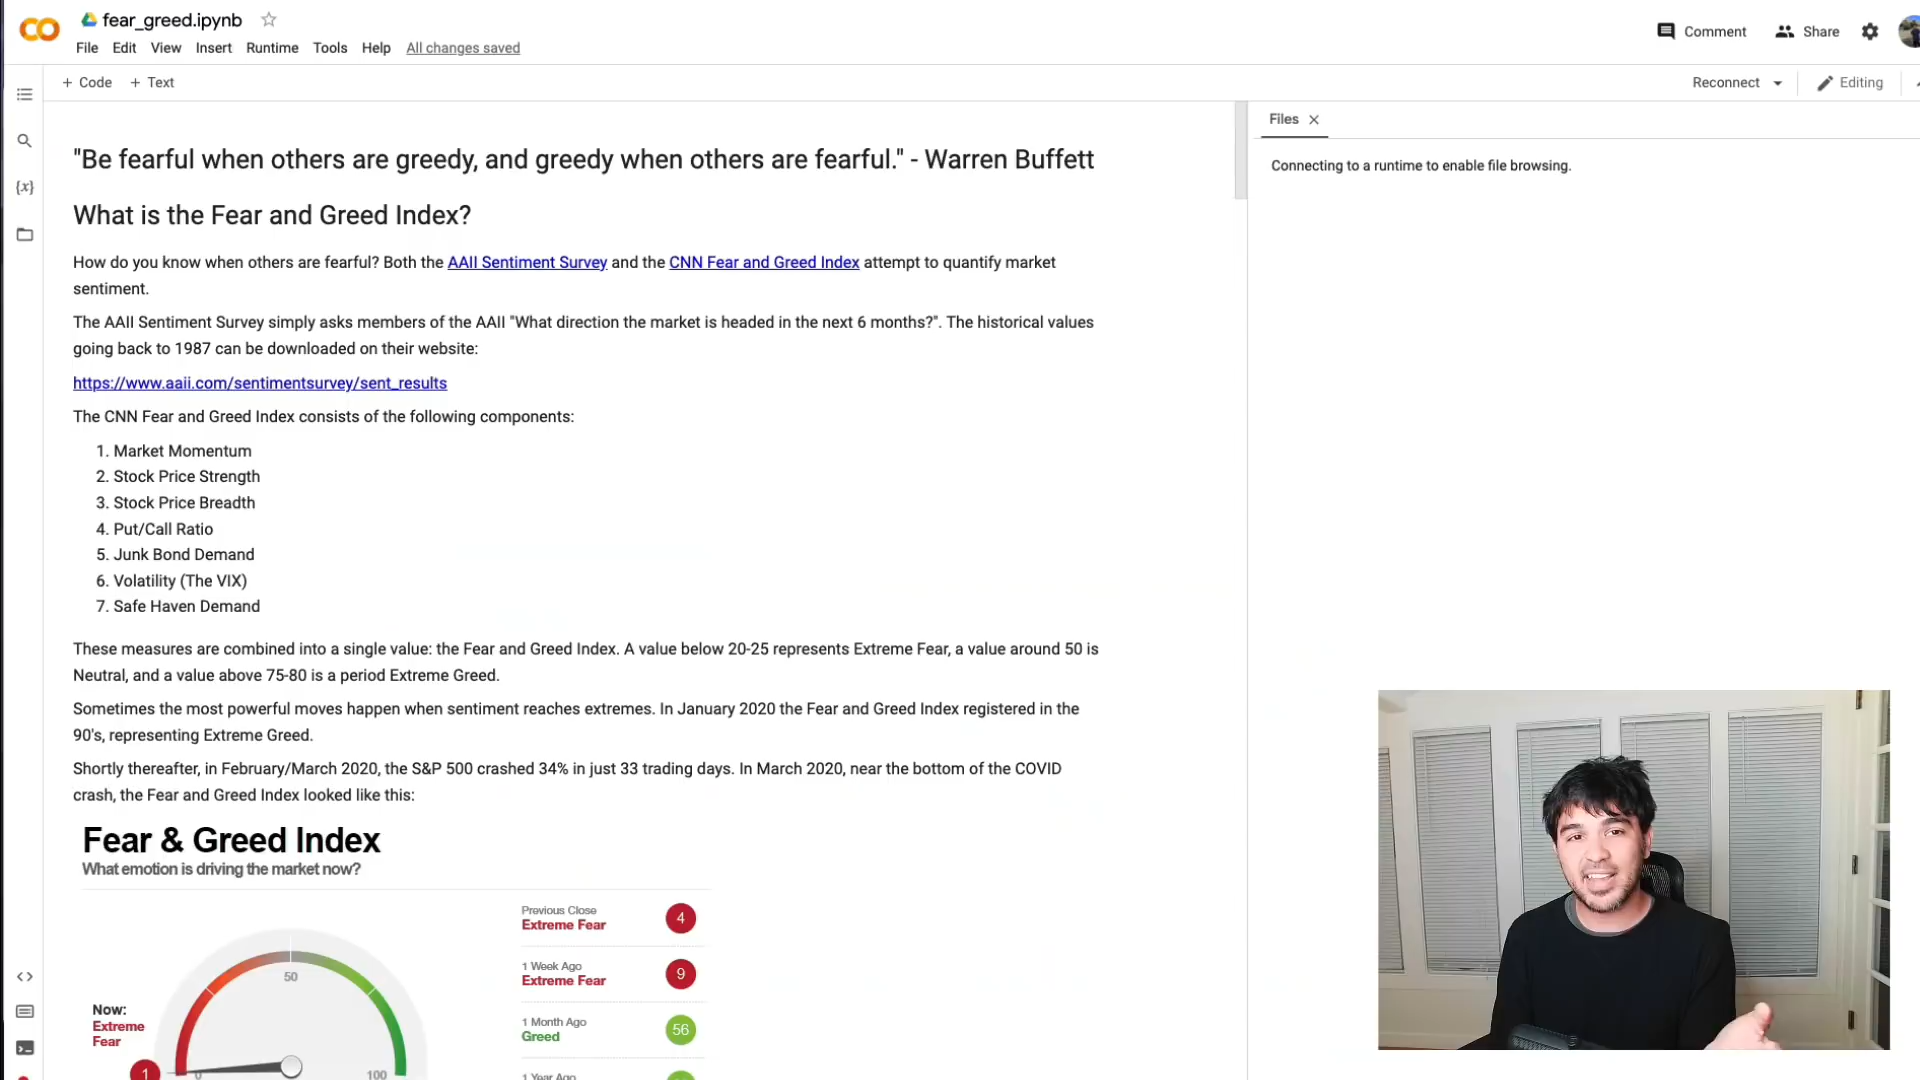 fear_greed.ipynb
File Edit View Insert Runtime Tools Help All changes saved
Comment Share
+ Code + Text
Reconnect Editing
Files
Connecting to a runtime to enable file browsing.
"Be fearful when others are greedy, and greedy when others are fearful." - Warren Buffett
What is the Fear and Greed Index?
How do you know when others are fearful? Both the AAII Sentiment Survey and the CNN Fear and Greed Index attempt to quantify market
sentiment.
The AAII Sentiment Survey simply asks members of the AAII "What direction the market is headed in the next 6 months?". The historical values
going back to 1987 can be downloaded on their website:
https://www.aaii.com/sentimentsurvey/sent_results
The CNN Fear and Greed Index consists of the following components:
1. Market Momentum
2. Stock Price Strength
3. Stock Price Breadth
4. Put/Call Ratio
5. Junk Bond Demand
6. Volatility (The VIX)
7. Safe Haven Demand
These measures are combined into a single value: the Fear and Greed Index. A value below 20-25 represents Extreme Fear, a value around 50 is
Neutral, and a value above 75-80 is a period Extreme Greed.
Sometimes the most powerful moves happen when sentiment reaches extremes. In January 2020 the Fear and Greed Index registered in the
90's, representing Extreme Greed.
Shortly thereafter, in February/March 2020, the S&P 500 crashed 34% in just 33 trading days. In March 2020, near the bottom of the COVID
crash, the Fear and Greed Index looked like this:
Fear & Greed Index
What emotion is driving the market now?
Previous Close
Extreme Fear 4
1 Week Ago
Extreme Fear 9
1 Month Ago
Greed 56
1 Year Ago
50
Now:
Extreme
Fear
1
0 100